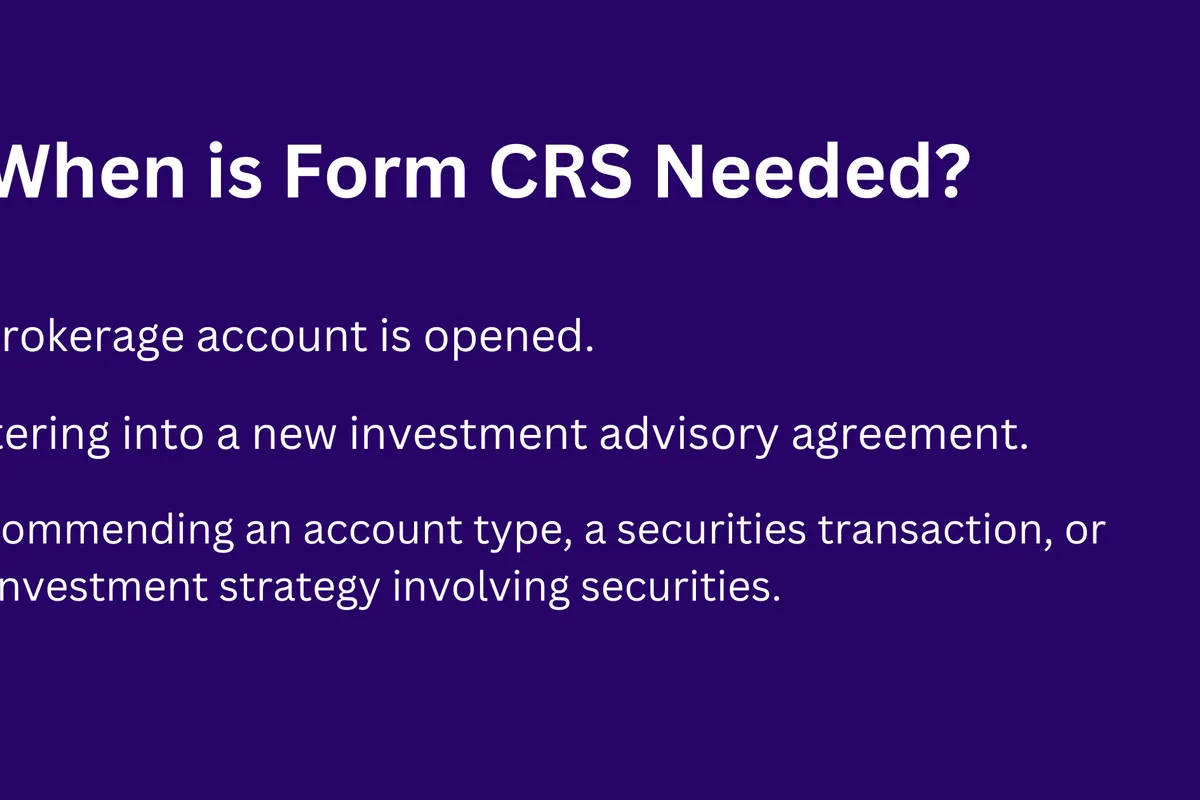 When is Form CRS Needed?
rokerage account is opened.
tering into a new investment advisory agreement.
ommending an account type, a securities transaction, or
nvestment strategy involving securities.